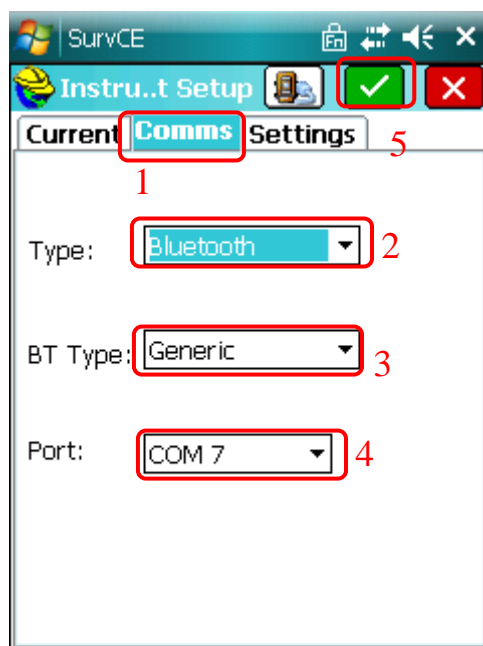 SurvCE Fn
Instru..t Setup
Current Comms Settings 5
1
Type: Bluetooth 2
BT Type: Generic 3
Port: COM 7 4